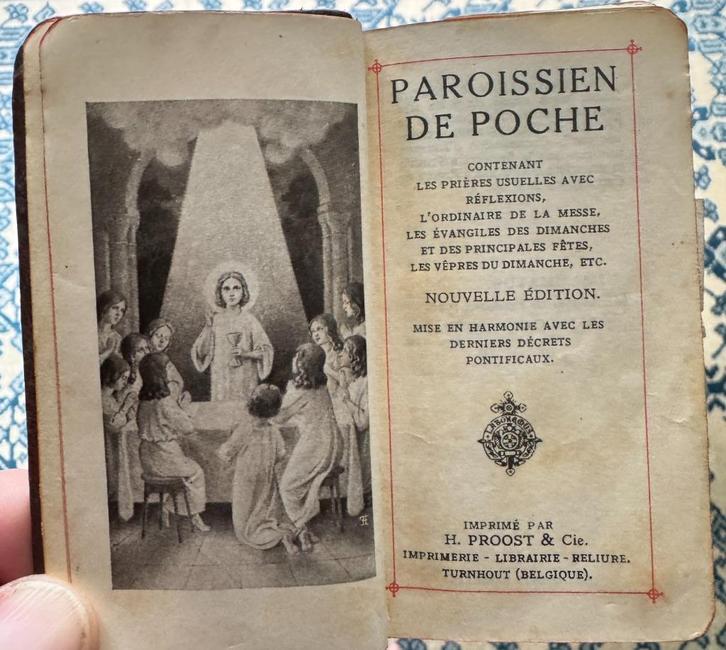 PAROISSIEN
DE POCHE
CONTENANT
LES PRIÈRES USUELLES AVEC
RÉFLEXIONS,
L'ORDINAIRE DE LA MESSE,
LES ÉVANGILES DES DIMANCHES
ET DES PRINCIPALES FÊTES,
LES VÊPRES DU DIMANCHE, ETC.
NOUVELLE ÉDITION.
MISE EN HARMONIE AVEC LES
DERNIERS DÉCRETS
PONTIFICAUX.
IMPRIMÉ PAR
H. PROOST & Cie.
IMPRIMERIE - LIBRAIRIE - RELIURE.
TURNHOUT (BELGIQUE).